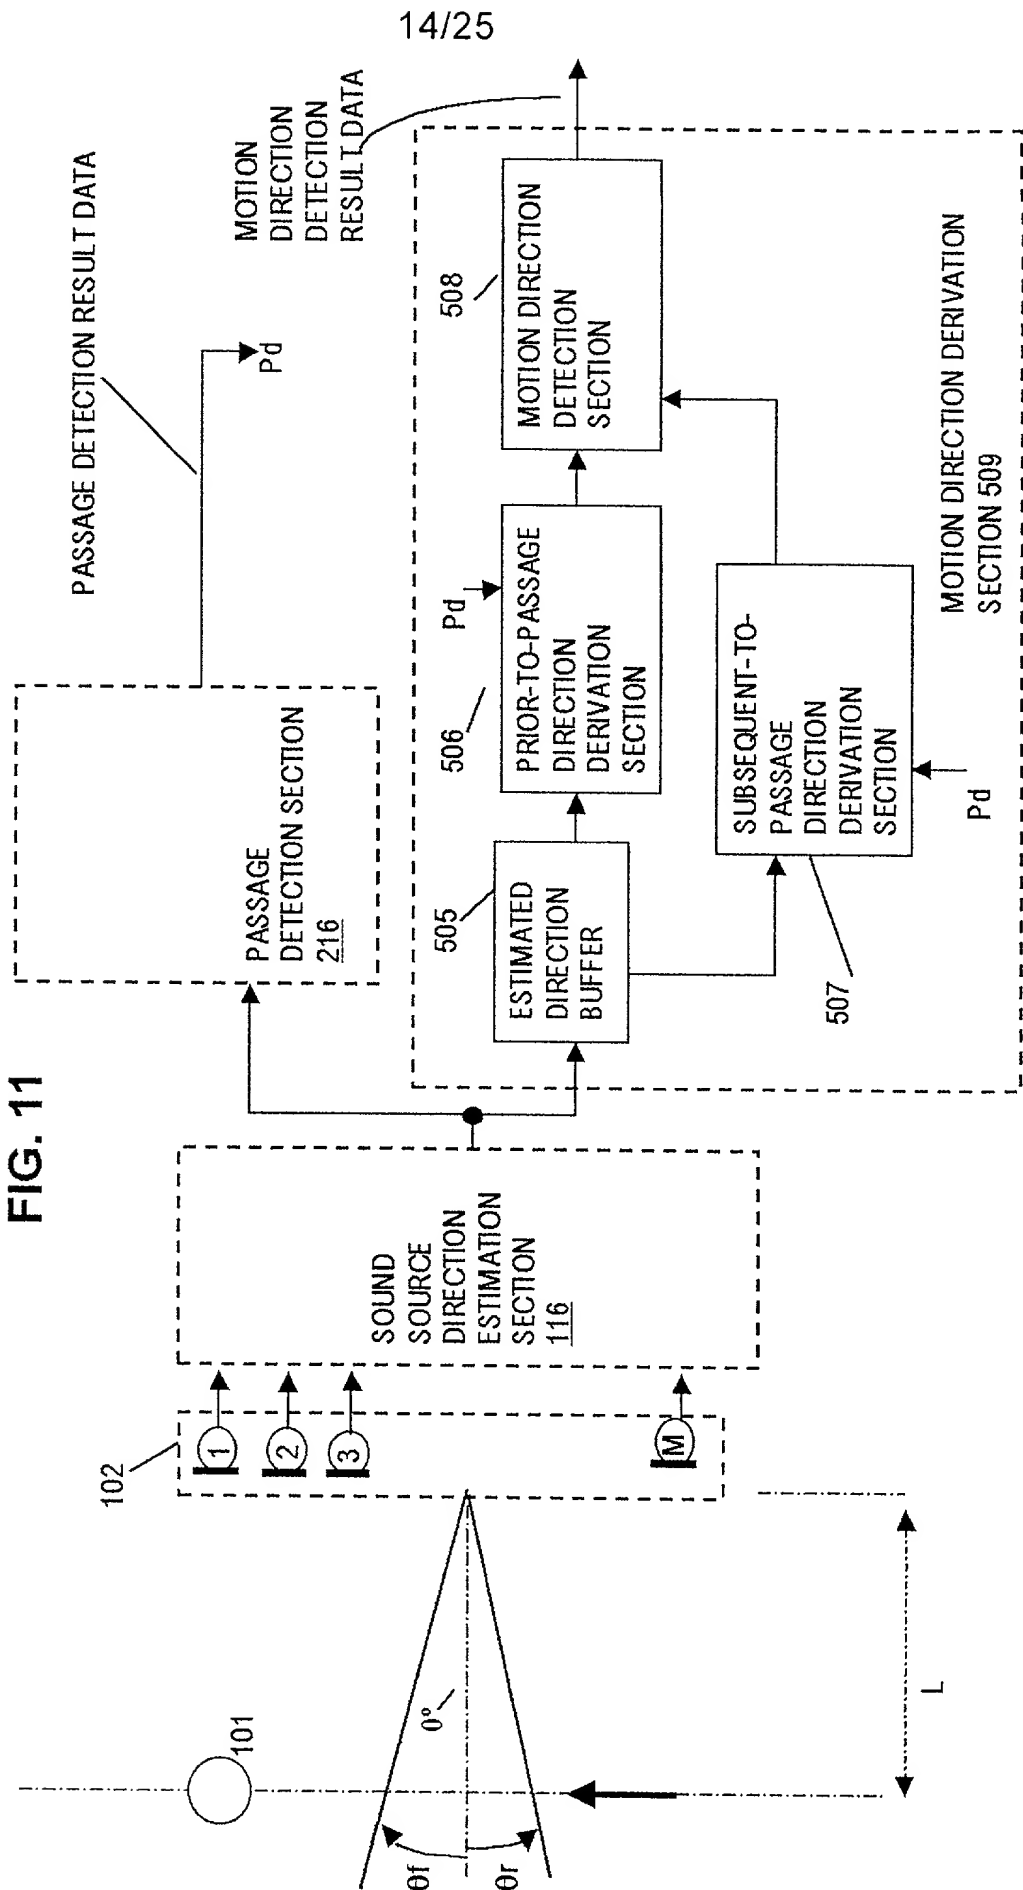 14/25
FIG. 11
PASSAGE DETECTION RESULT DATA
Pd
PASSAGE
DETECTION SECTION
216
MOTION
DIRECTION
DETECTION
RESULT DATA
102
1
2
3
M
SOUND
SOURCE
DIRECTION
ESTIMATION
SECTION
116
101
0°
θf
θr
L
505
ESTIMATED
DIRECTION
BUFFER
506
Pd
PRIOR-TO-PASSAGE
DIRECTION
DERIVATION
SECTION
508
MOTION DIRECTION
DETECTION
SECTION
507
SUBSEQUENT-TO-
PASSAGE
DIRECTION
DERIVATION
SECTION
Pd
MOTION DIRECTION DERIVATION
SECTION 509